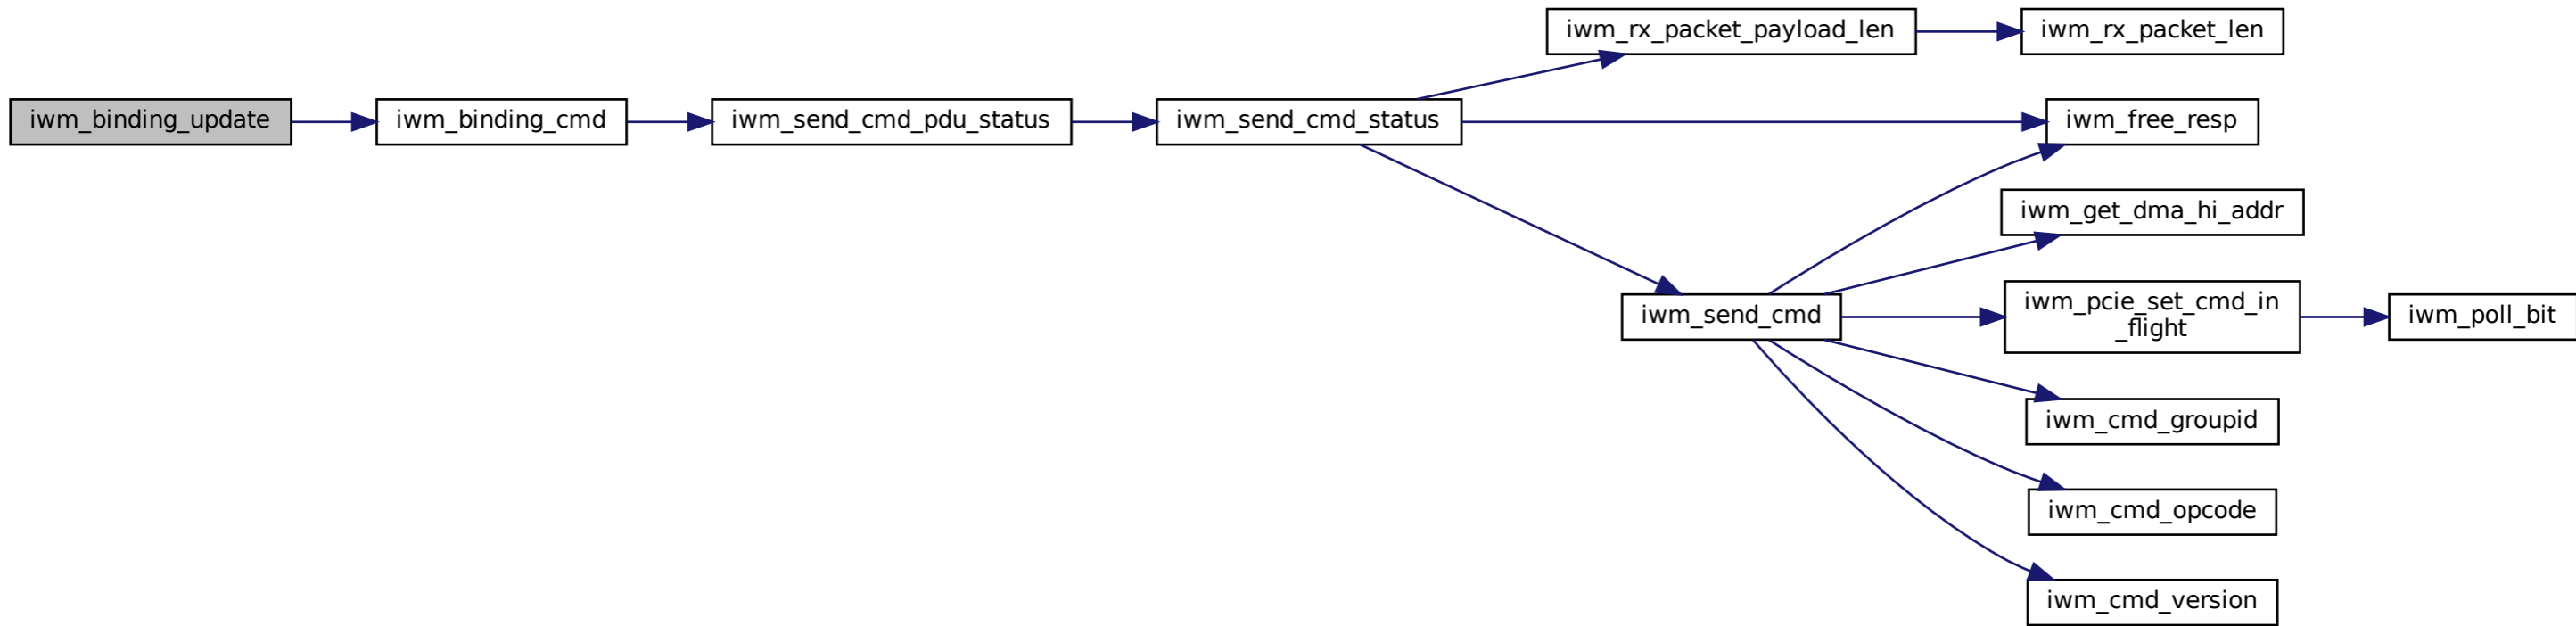 iwm_rx_packet_payload_len
iwm_rx_packet_len
iwm_binding_update
iwm_binding_cmd
iwm_send_cmd_pdu_status
iwm_send_cmd_status
iwm_free_resp
iwm_get_dma_hi_addr
iwm_send_cmd
iwm_pcie_set_cmd_in
_flight
iwm_poll_bit
iwm_cmd_groupid
iwm_cmd_opcode
iwm_cmd_version